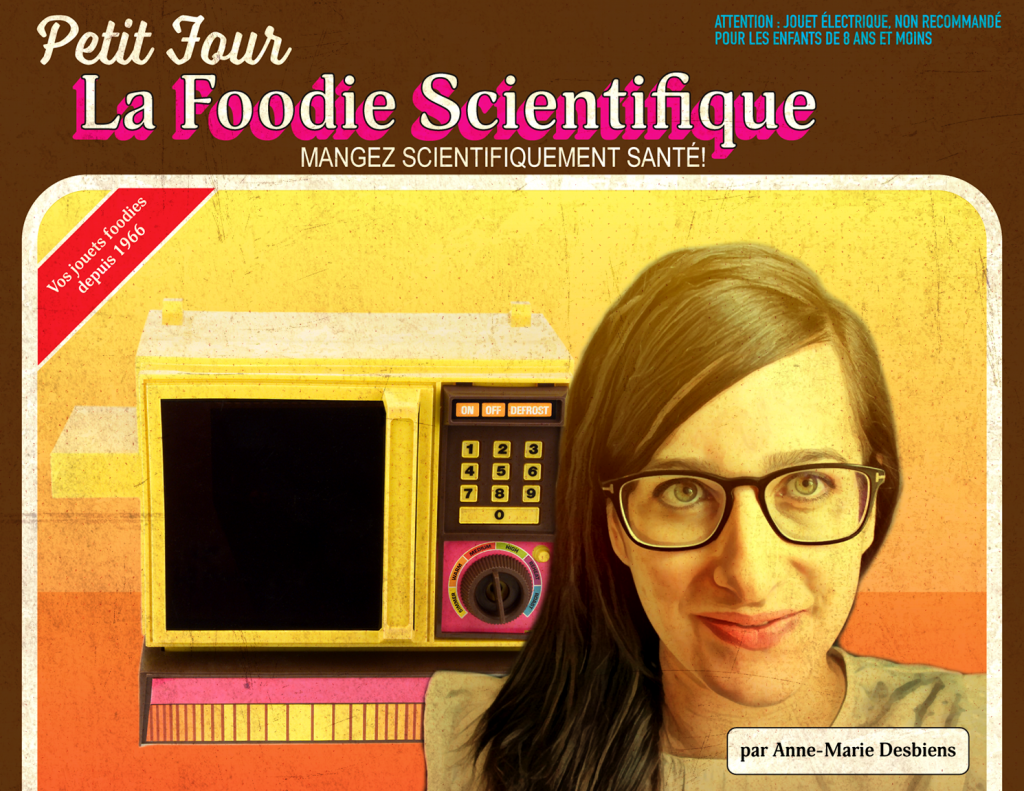 Petit Four
ATTENTION : JOUET ÉLECTRIQUE, NON RECOMMANDÉ
POUR LES ENFANTS DE 8 ANS ET MOINS
La Foodie Scientifique
MANGEZ SCIENTIFIQUEMENT SANTÉ!
Vos jouets foodies
depuis 1966
ON OFF DEFROST
1 2 3
4 5 6
7 8 9
0
MEDIUM HIGH
par Anne-Marie Desbiens